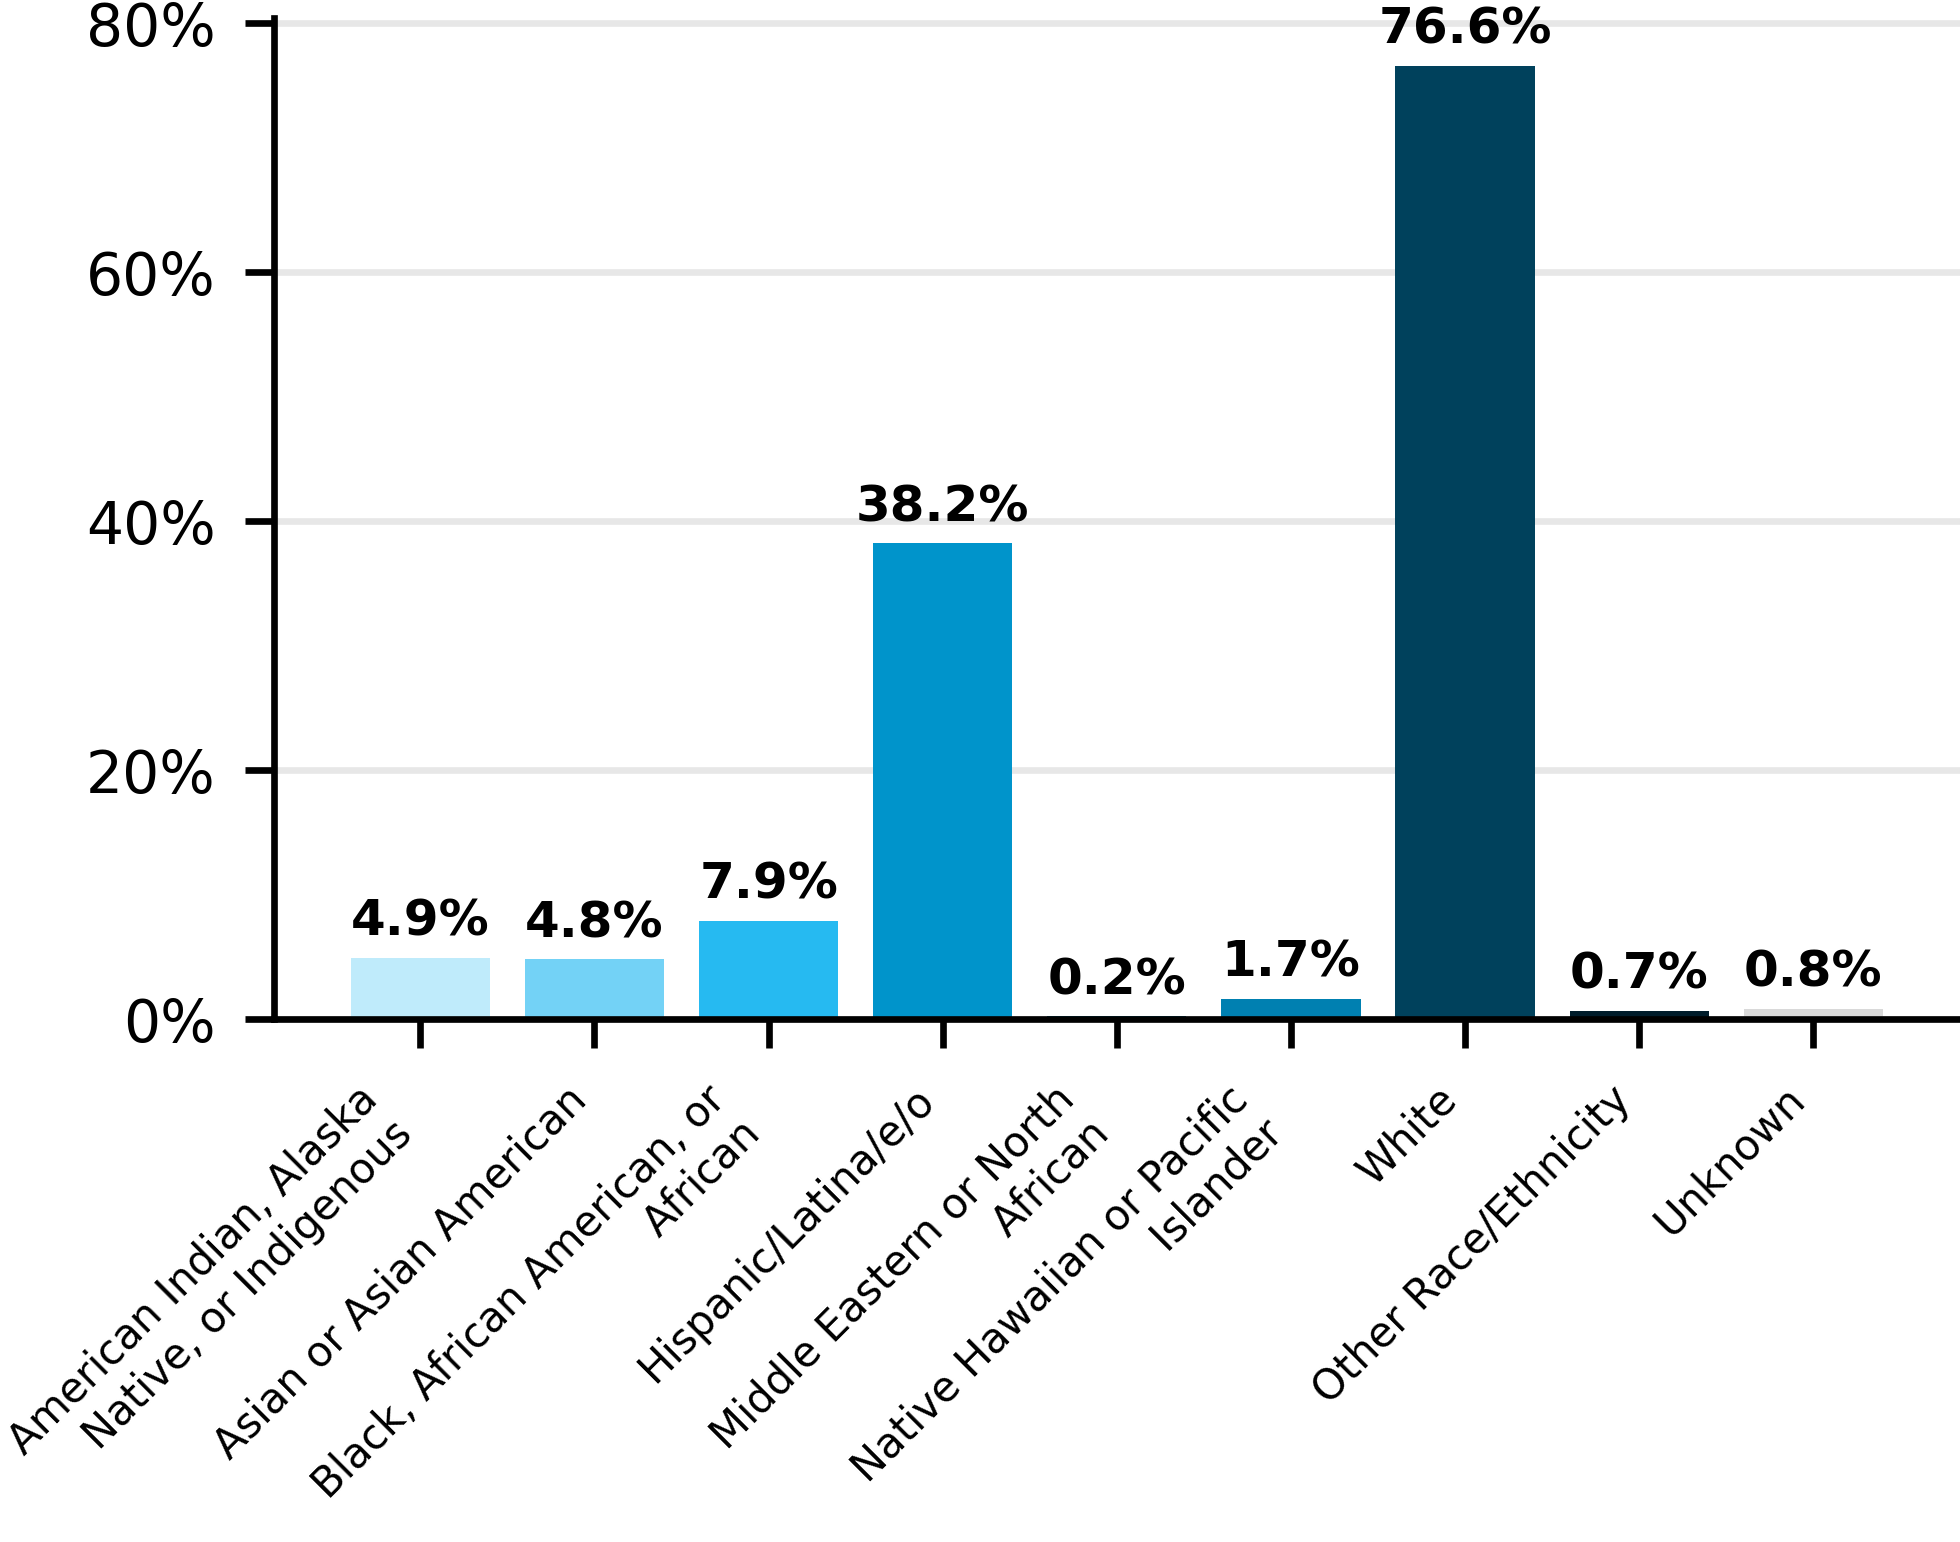 80%
60%
40%
20%
0%
4.9%
4.8%
7.9%
38.2%
0.2%
1.7%
76.6%
0.7%
0.8%
American Indian, Alaska
Native, or Indigenous
Asian or Asian American
Black, African American, or
African
Hispanic/Latina/e/o
Middle Eastern or North
African
Native Hawaiian or Pacific
Islander
White
Other Race/Ethnicity
Unknown